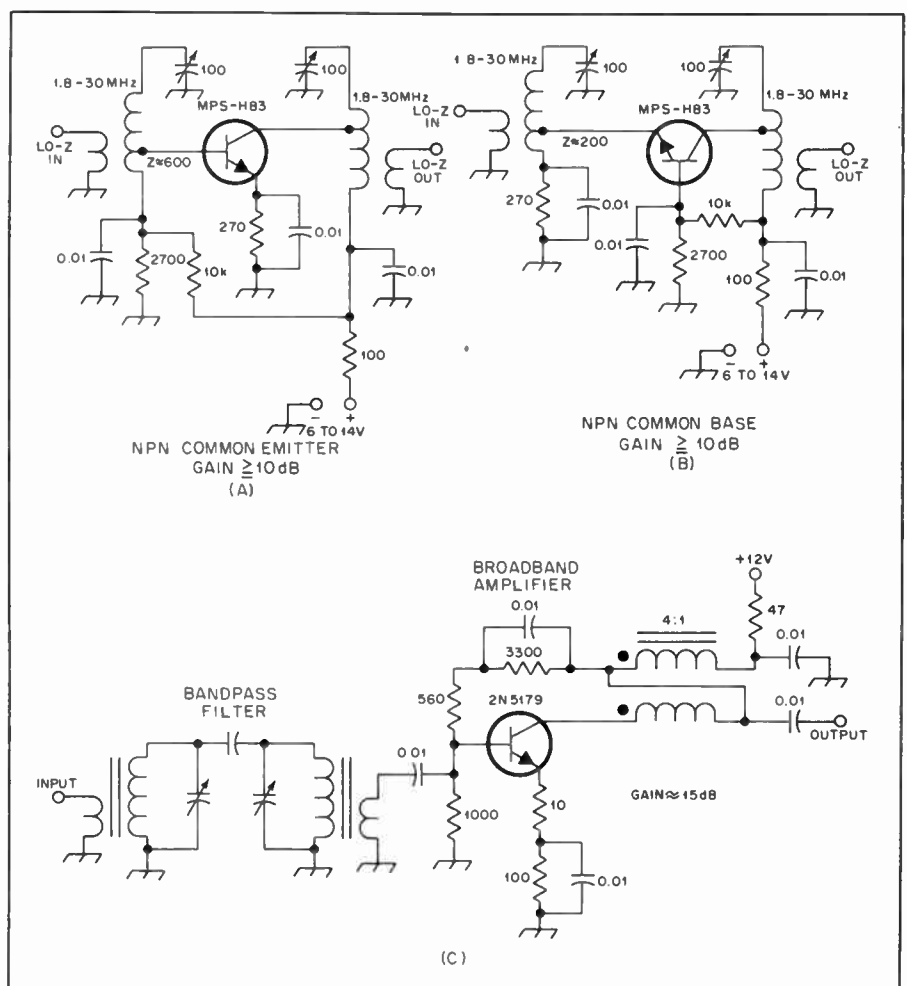 100
100
1.8-30MHz
MPS-H83
1.8-30MHz
LO-Z
IN
Z≈600
LO-Z
OUT
270
0.01
0.01
2700
10k
0.01
100
- +
6 TO 14V
NPN COMMON EMITTER
GAIN ≧ 10dB
(A)
1.8-30MHz
100
100
MPS-H83
1.8-30MHz
LO-Z
IN
Z≈200
LO-Z
OUT
270
0.01
10k
0.01
2700
100
0.01
- +
6 TO 14V
NPN COMMON BASE
GAIN ≧ 10dB
(B)
BROADBAND
AMPLIFIER
+12V
0.01
47
4:1
0.01
3300
BANDPASS
FILTER
560
2N5179
0.01
0.01
OUTPUT
INPUT
1000
10
GAIN≈15dB
100
0.01
(C)